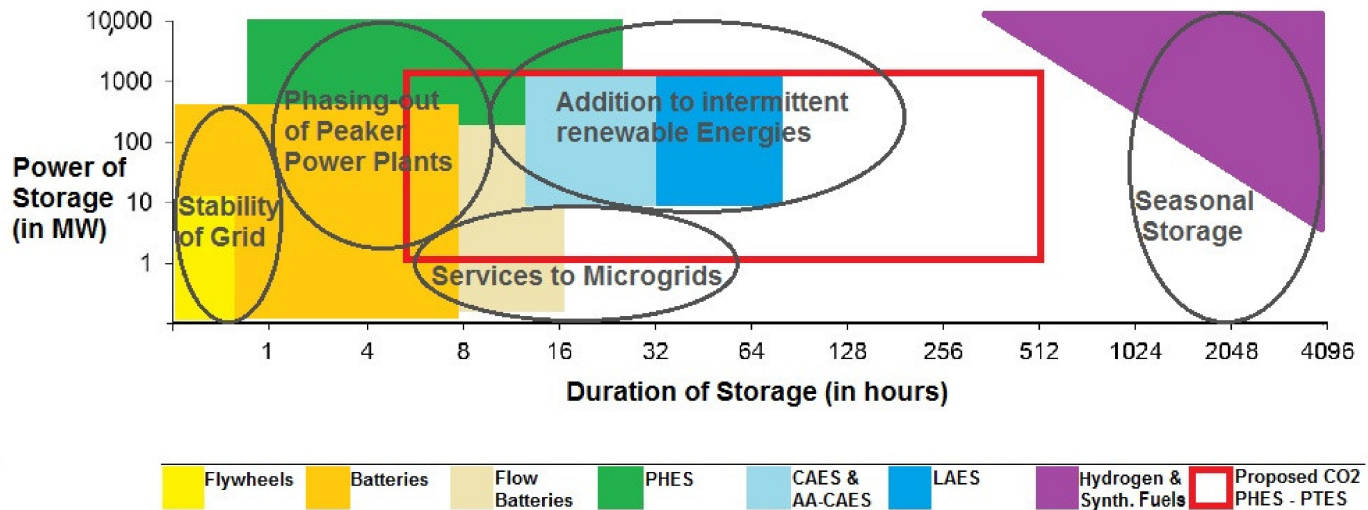 10000
1000
100
10
1
Power of
Storage
(in MW)
Phasing-out
of Peaker
Power Plants
Addition to intermittent
renewable Energies
Stability
of Grid
Services to Microgrids
Seasonal
Storage
1 4 8 16 32 64 128 256 512 1024 2048 4096
Duration of Storage (in hours)
Flywheels
Batteries
Flow
Batteries
PHES
CAES &
AA-CAES
LAES
Hydrogen &
Synth. Fuels
Proposed CO2
PHES - PTES